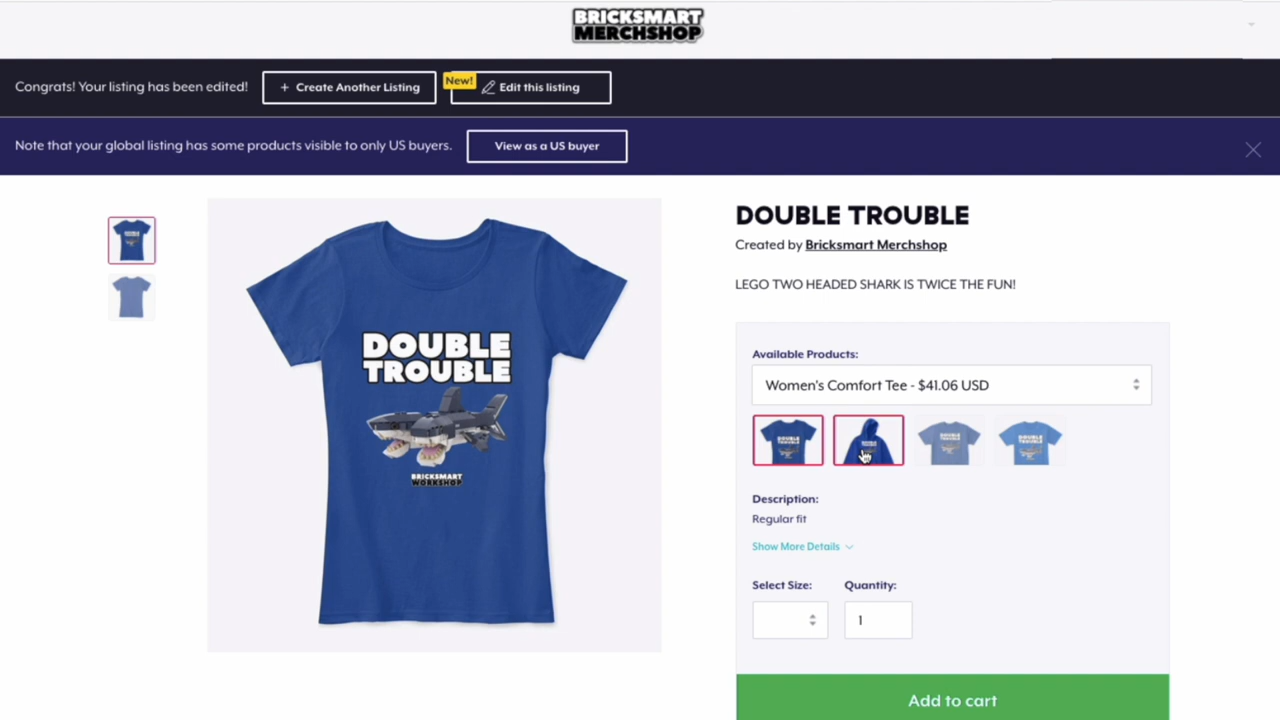 BRICKSMART
MERCHSHOP
Congrats! Your listing has been edited!
+ Create Another Listing
New!
Edit this listing
Note that your global listing has some products visible to only US buyers.
View as a US buyer
DOUBLE TROUBLE
Created by Bricksmart Merchshop
LEGO TWO HEADED SHARK IS TWICE THE FUN!
DOUBLE
TROUBLE
BRICKSMART
WORKSHOP
Available Products:
Women's Comfort Tee - $41.06 USD
Description:
Regular fit
Show More Details
Select Size:
Quantity:
1
Add to cart